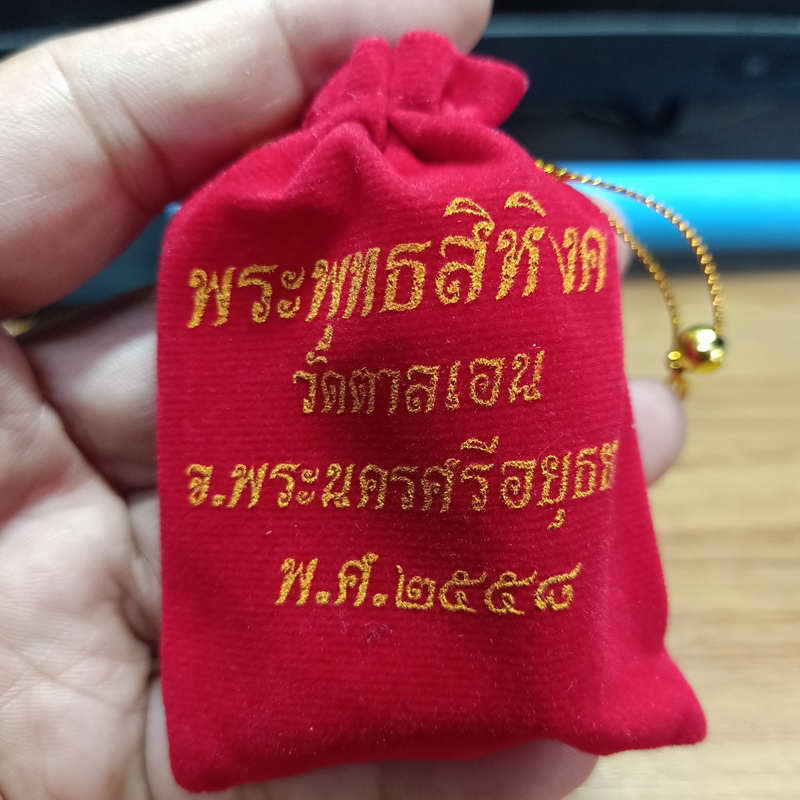 พระพุทธสิหิงค
วัดตาลเอน
จ.พระนครศรีอยุธย
พ.ศ.๒๕๕๘